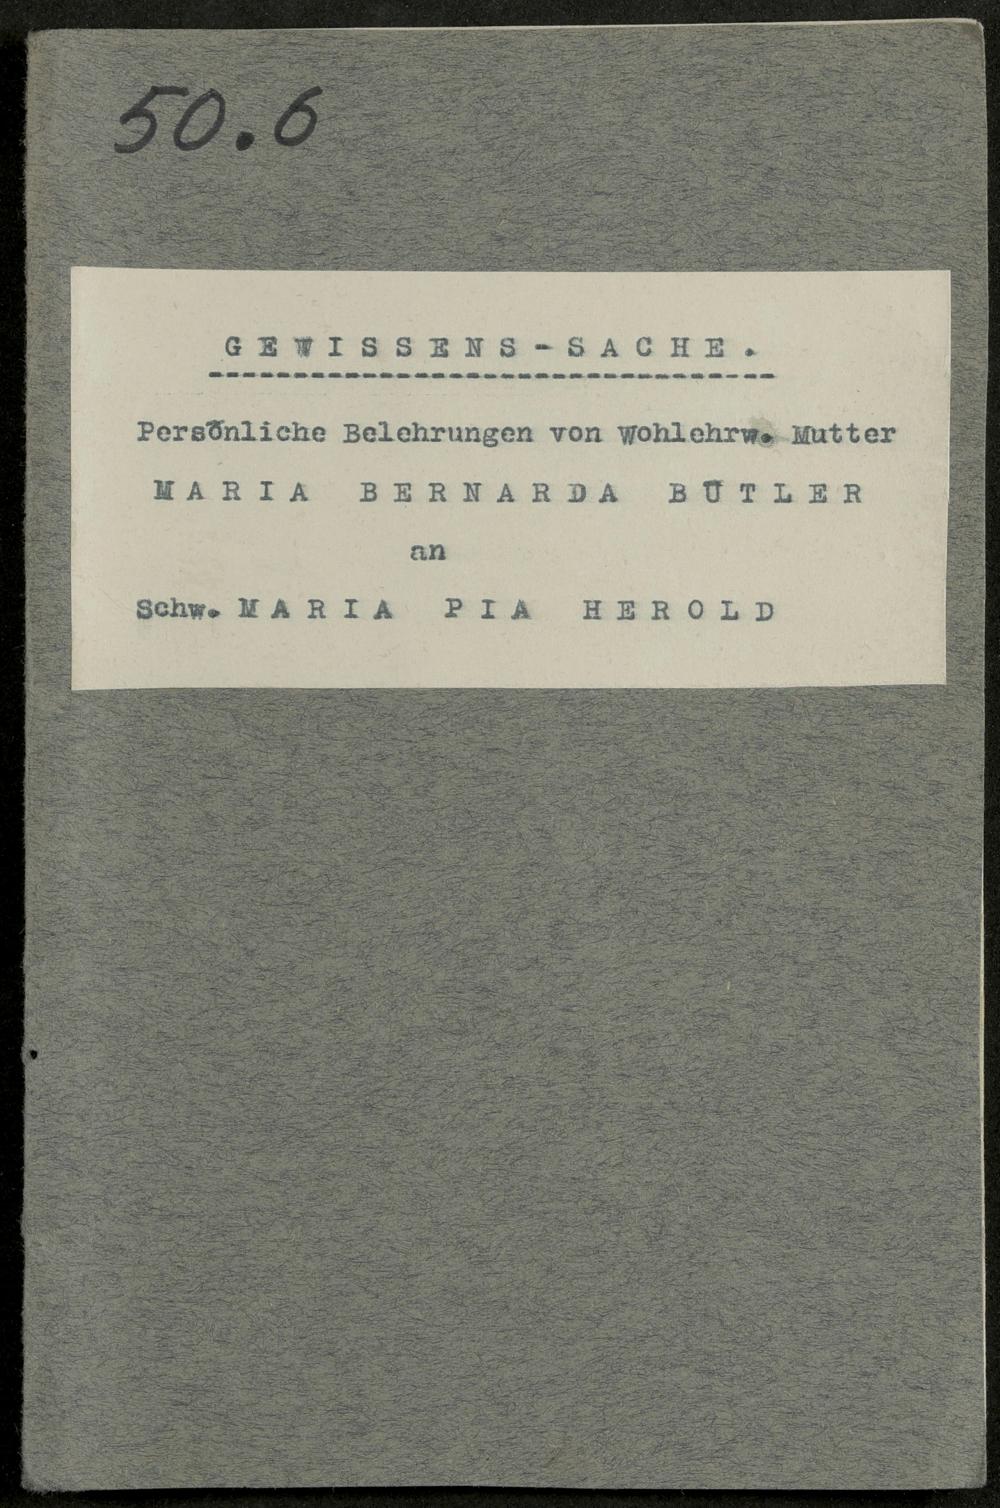 50.6
GEWISSENS-SACHE.
Persönliche Belehrungen von Wohlehrw. Mutter
MARIA BERNARDA BÜTLER
an
Schw. MARIA PIA HEROLD